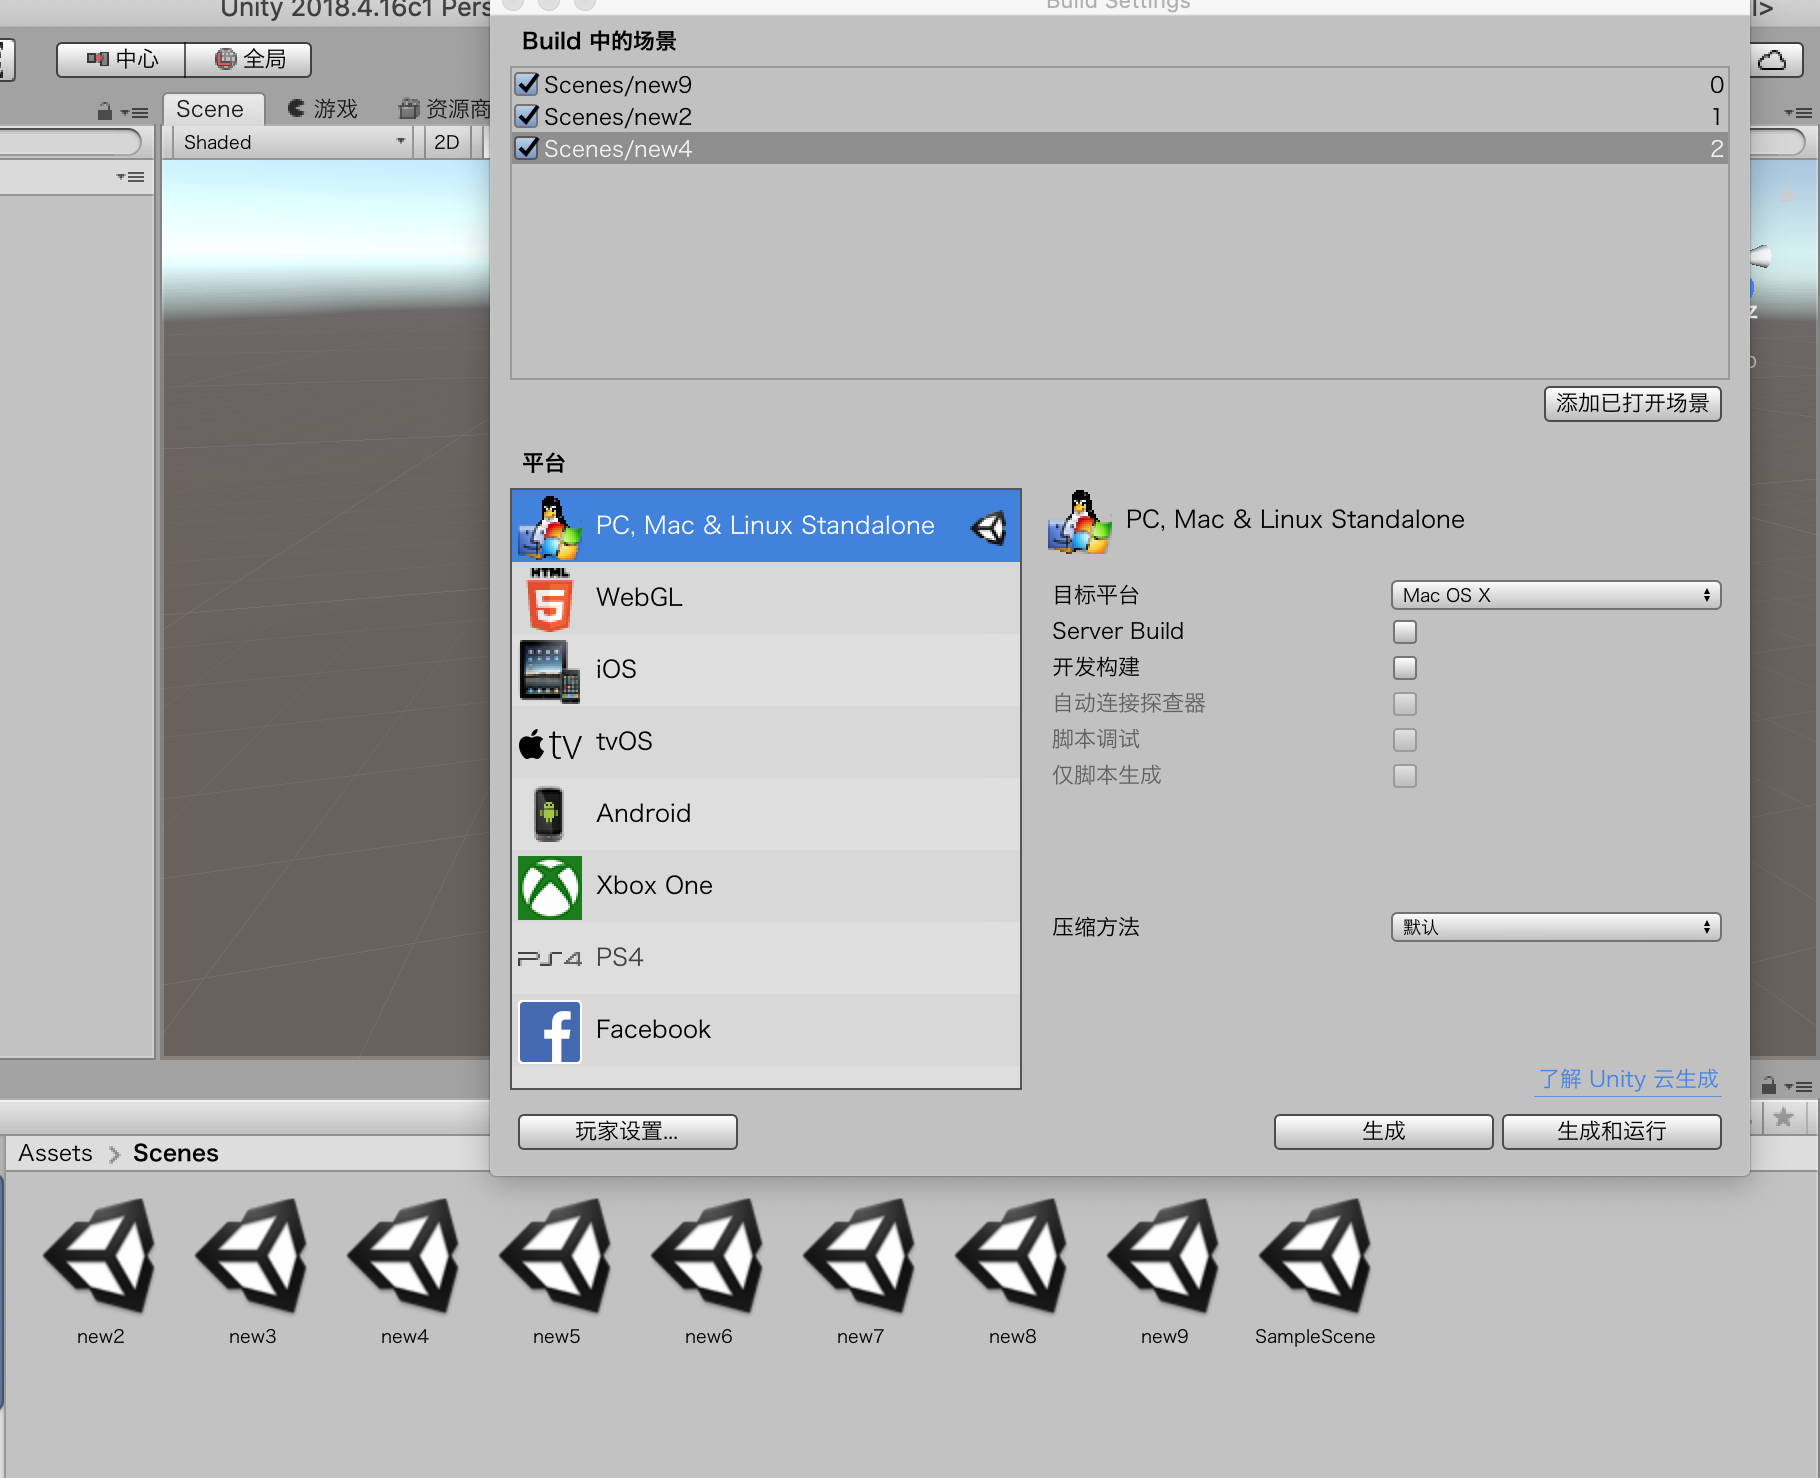 Unity 2018.4.16c1 Pers
Build Settings
中心
全局
Scene
游戏
资源商
Shaded
2D
Build 中的场景
Scenes/new9 0
Scenes/new2 1
Scenes/new4 2
添加已打开场景
平台
PC, Mac & Linux Standalone
HTML
5
WebGL
iOS
tv tvOS
Android
Xbox One
PS4 PS4
Facebook
PC, Mac & Linux Standalone
目标平台 Mac OS X
Server Build
开发构建
自动连接探查器
脚本调试
仅脚本生成
压缩方法 默认
了解 Unity 云生成
玩家设置...
生成
生成和运行
Assets Scenes
new2 new3 new4 new5 new6 new7 new8 new9 SampleScene